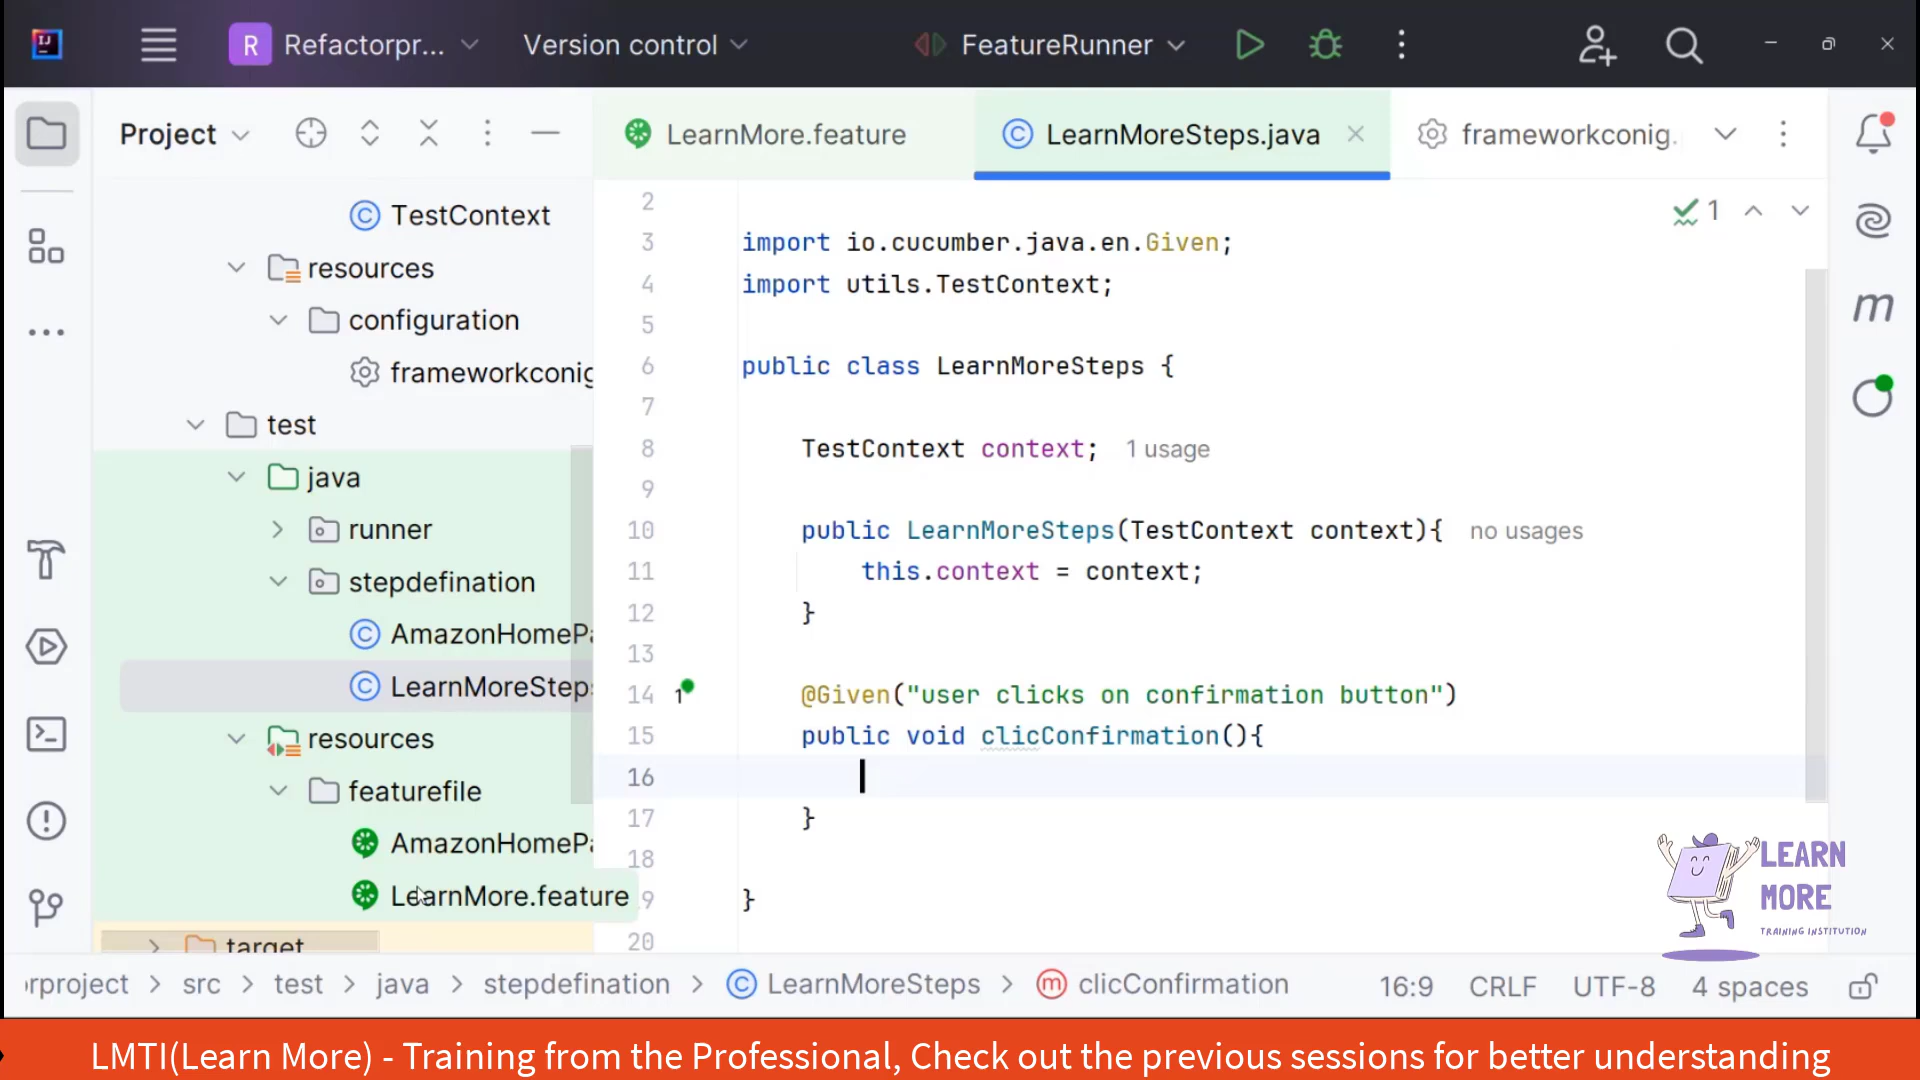 R Refactorpr... Version control FeatureRunner
Project
LearnMore.feature LearnMoreSteps.java frameworkconig.
TestContext
resources
configuration
frameworkconig
test
java
runner
stepdefination
AmazonHomePa
LearnMoreSteps
resources
featurefile
AmazonHomePa
LearnMore.feature
target
1
2
3 import io.cucumber.java.en.Given;
4 import utils.TestContext;
5
6 public class LearnMoreSteps {
7
8 TestContext context; 1 usage
9
10 public LearnMoreSteps(TestContext context){ no usages
11 this.context = context;
12 }
13
14 @Given("user clicks on confirmation button")
15 public void clicConfirmation(){
16
17 }
18
9 }
20
m
LEARN
MORE
TRAINING INSTITUTION
rproject > src > test > java > stepdefination > LearnMoreSteps > clicConfirmation 16:9 CRLF UTF-8 4 spaces
LMTI(Learn More) - Training from the Professional, Check out the previous sessions for better understanding